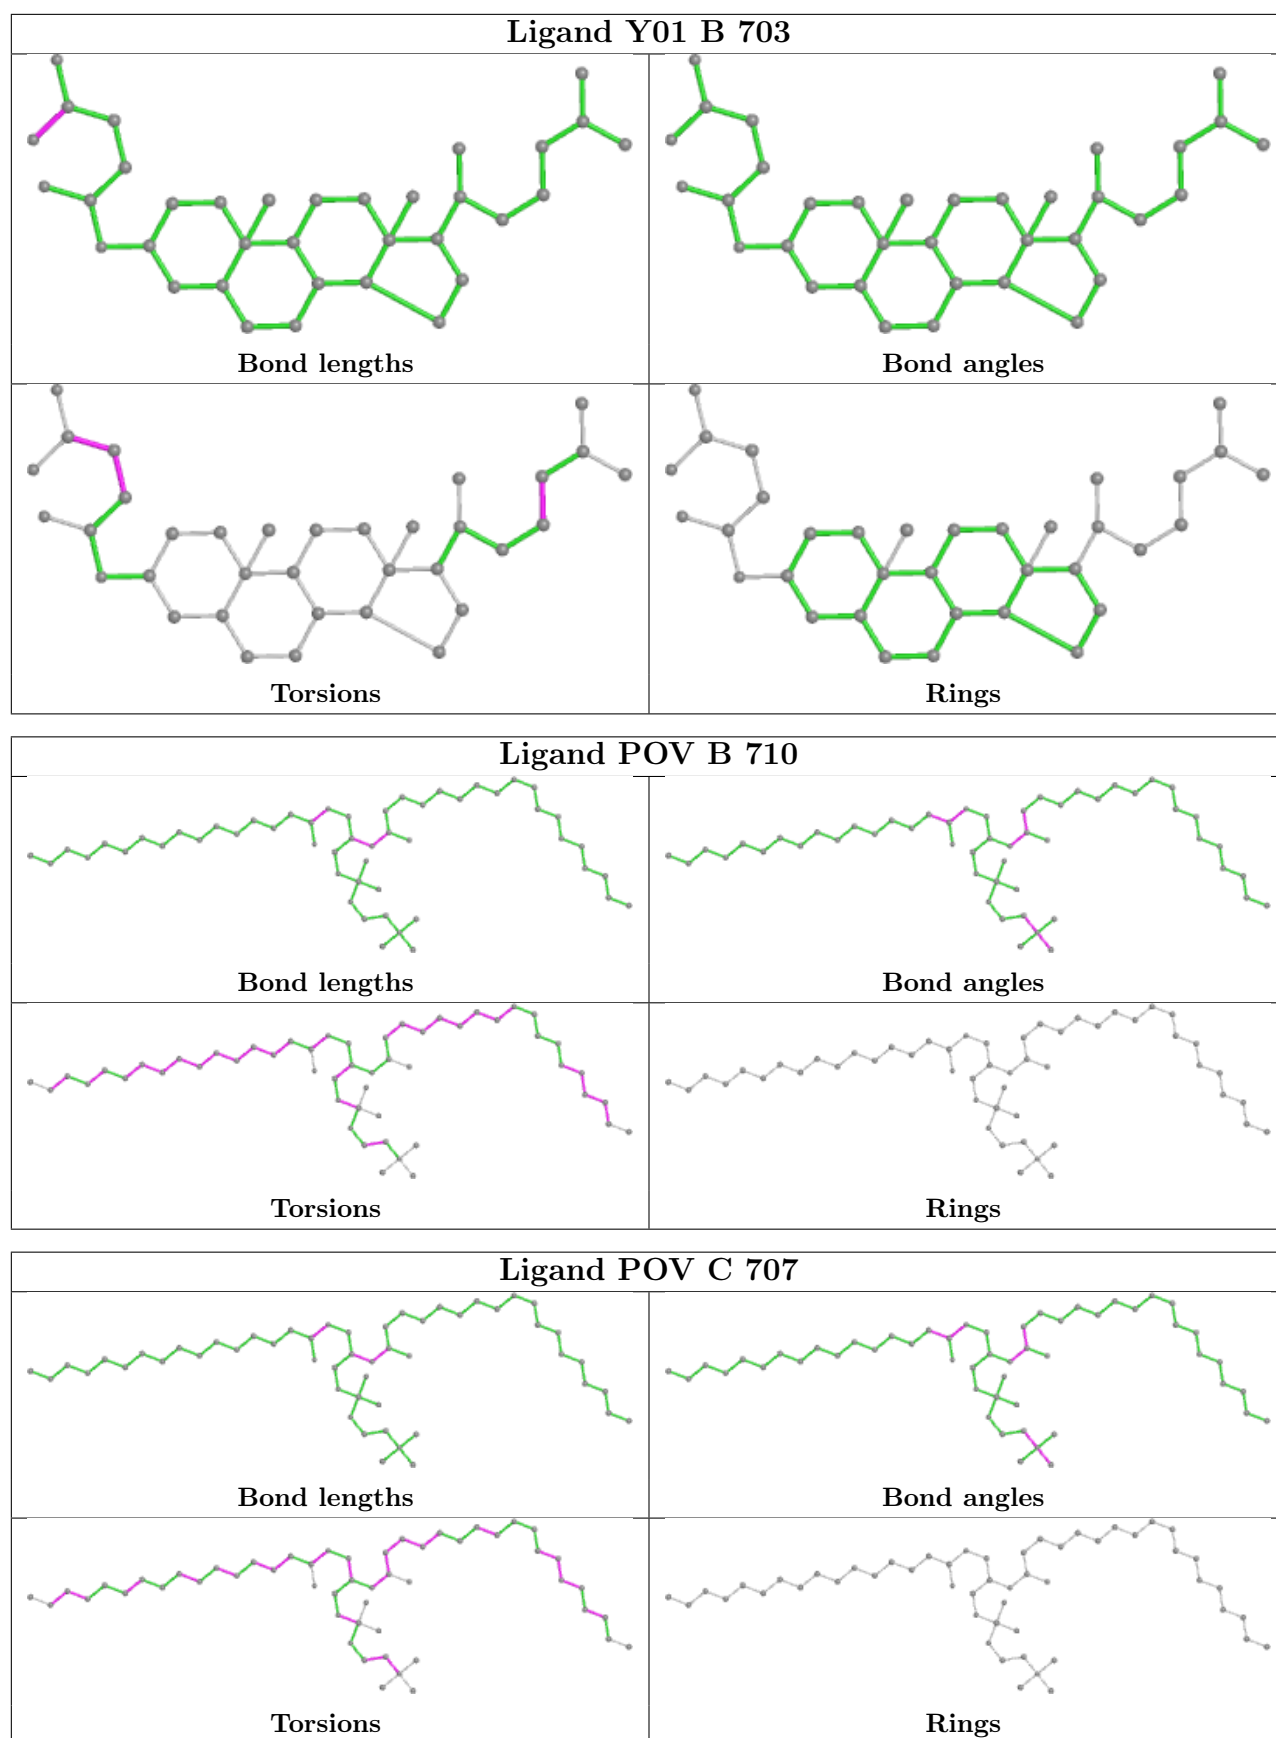 Ligand Y01 B 703
Bond lengths
Bond angles
Torsions
Rings
Ligand POV B 710
Bond lengths
Bond angles
Torsions
Rings
Ligand POV C 707
Bond lengths
Bond angles
Torsions
Rings